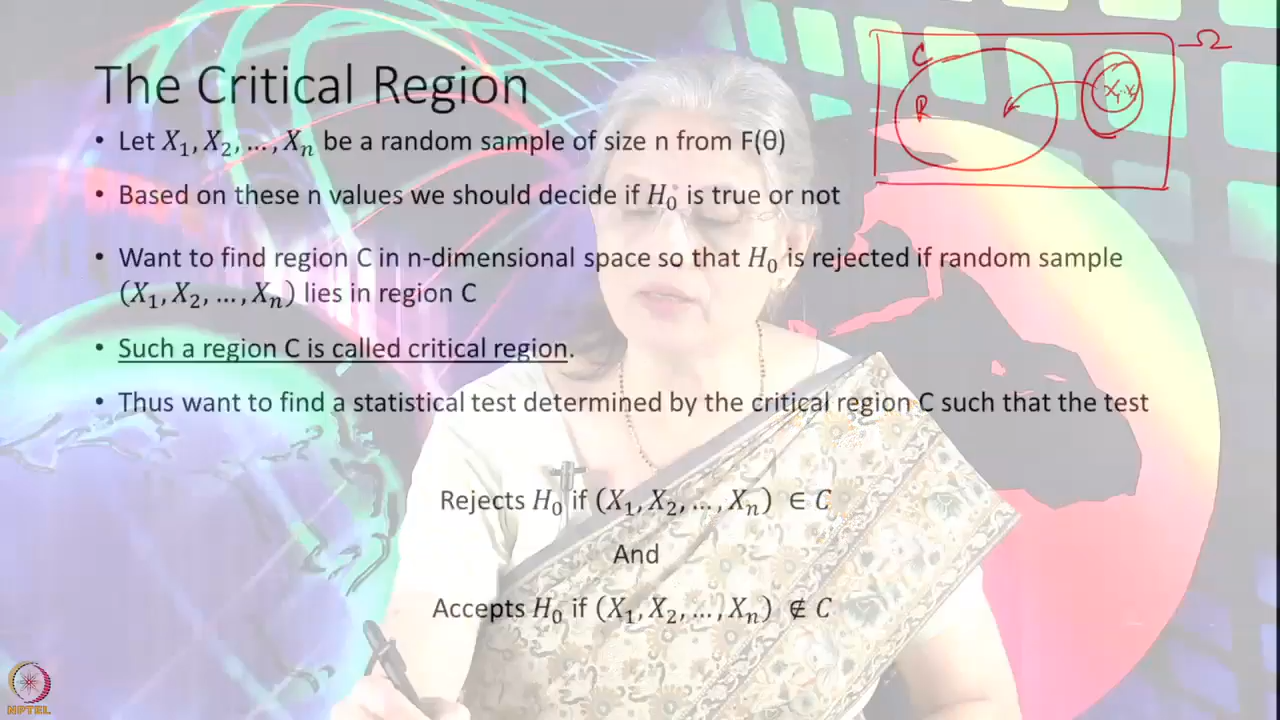 The Critical Region
• Let X₁, X₂, …, Xₙ be a random sample of size n from F(θ)
• Based on these n values we should decide if H₀ is true or not
• Want to find region C in n-dimensional space so that H₀ is rejected if random sample
(X₁, X₂, …, Xₙ) lies in region C
• Such a region C is called critical region.
• Thus want to find a statistical test determined by the critical region C such that the test
Rejects H₀ if (X₁, X₂, …, Xₙ) ∈ C
And
Accepts H₀ if (X₁, X₂, …, Xₙ) ∉ C
Ω
C
R
NPTEL